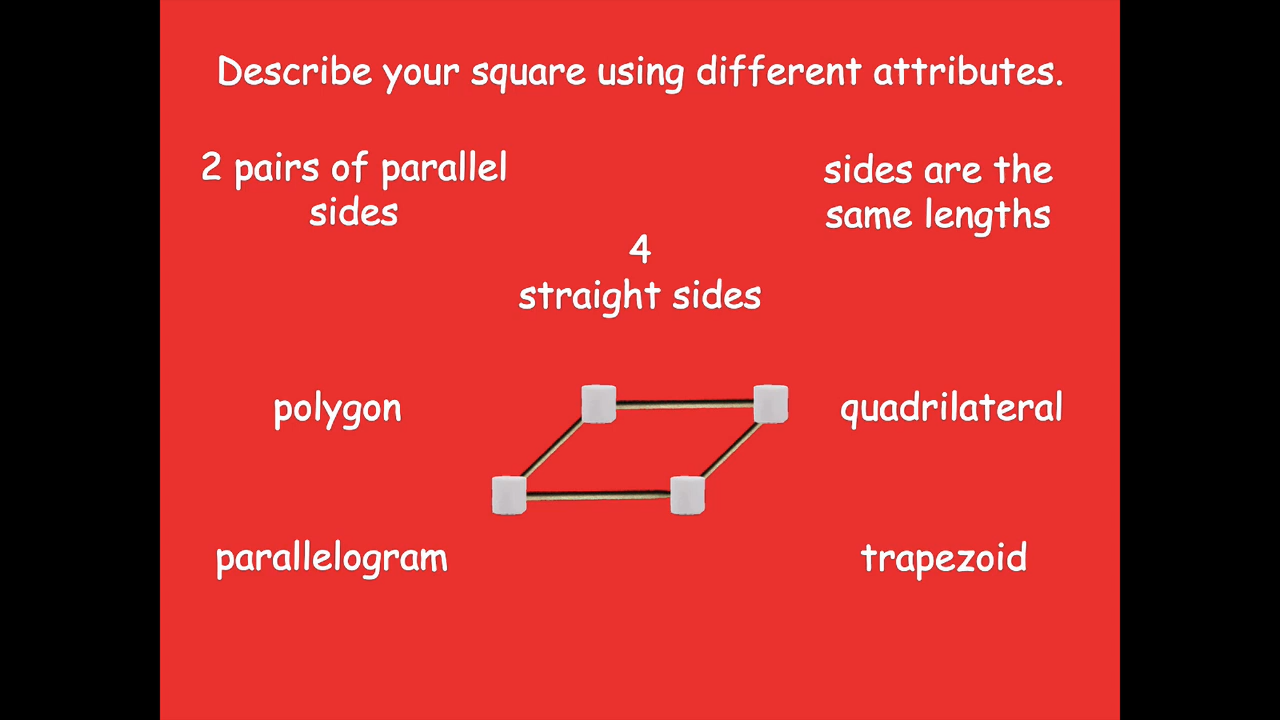 Describe your square using different attributes.
2 pairs of parallel
sides
sides are the
same lengths
4
straight sides
polygon
quadrilateral
parallelogram
trapezoid